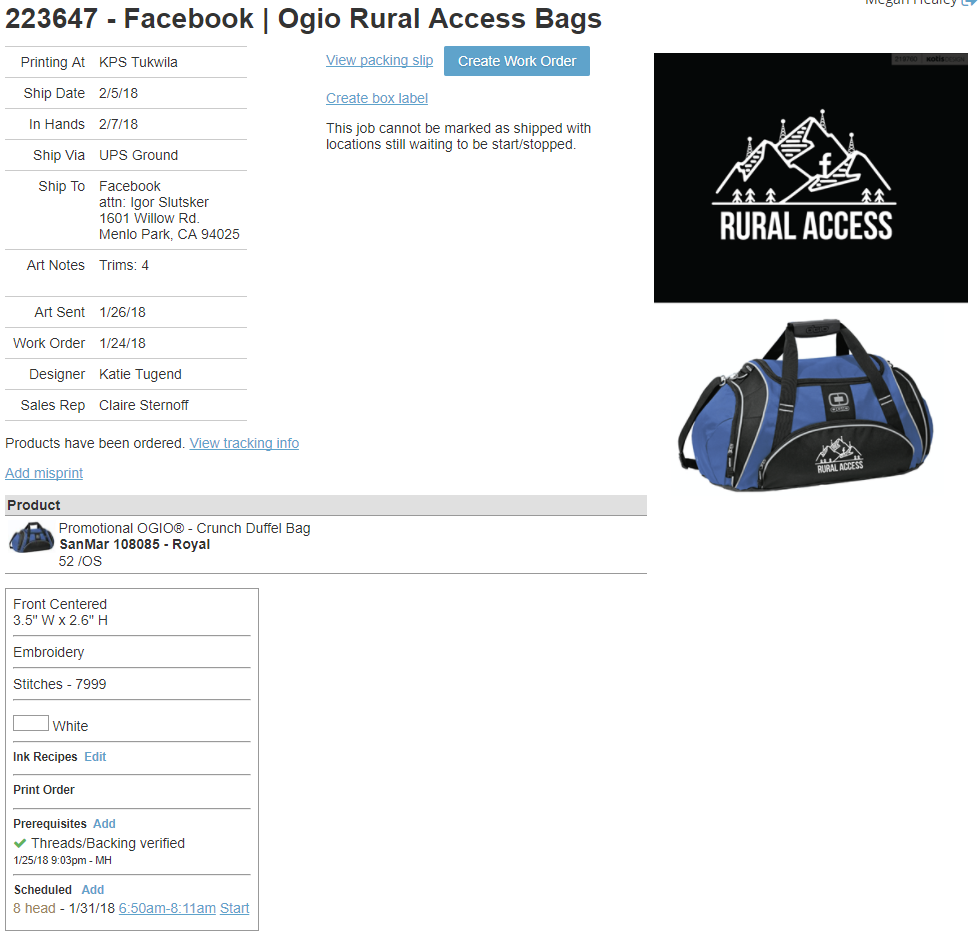 Megan Healey
223647 - Facebook | Ogio Rural Access Bags
Printing At KPS Tukwila
Ship Date 2/5/18
In Hands 2/7/18
Ship Via UPS Ground
Ship To Facebook
attn: Igor Slutsker
1601 Willow Rd.
Menlo Park, CA 94025
Art Notes Trims: 4
Art Sent 1/26/18
Work Order 1/24/18
Designer Katie Tugend
Sales Rep Claire Sternoff
View packing slip Create Work Order
Create box label
This job cannot be marked as shipped with
locations still waiting to be start/stopped.
RURAL ACCESS
RURAL ACCESS
Products have been ordered. View tracking info
Add misprint
Product
Promotional OGIO® - Crunch Duffel Bag
SanMar 108085 - Royal
52 /OS
Front Centered
3.5" W x 2.6" H
Embroidery
Stitches - 7999
White
Ink Recipes Edit
Print Order
Prerequisites Add
Threads/Backing verified
1/25/18 9:03pm - MH
Scheduled Add
8 head - 1/31/18 6:50am-8:11am Start